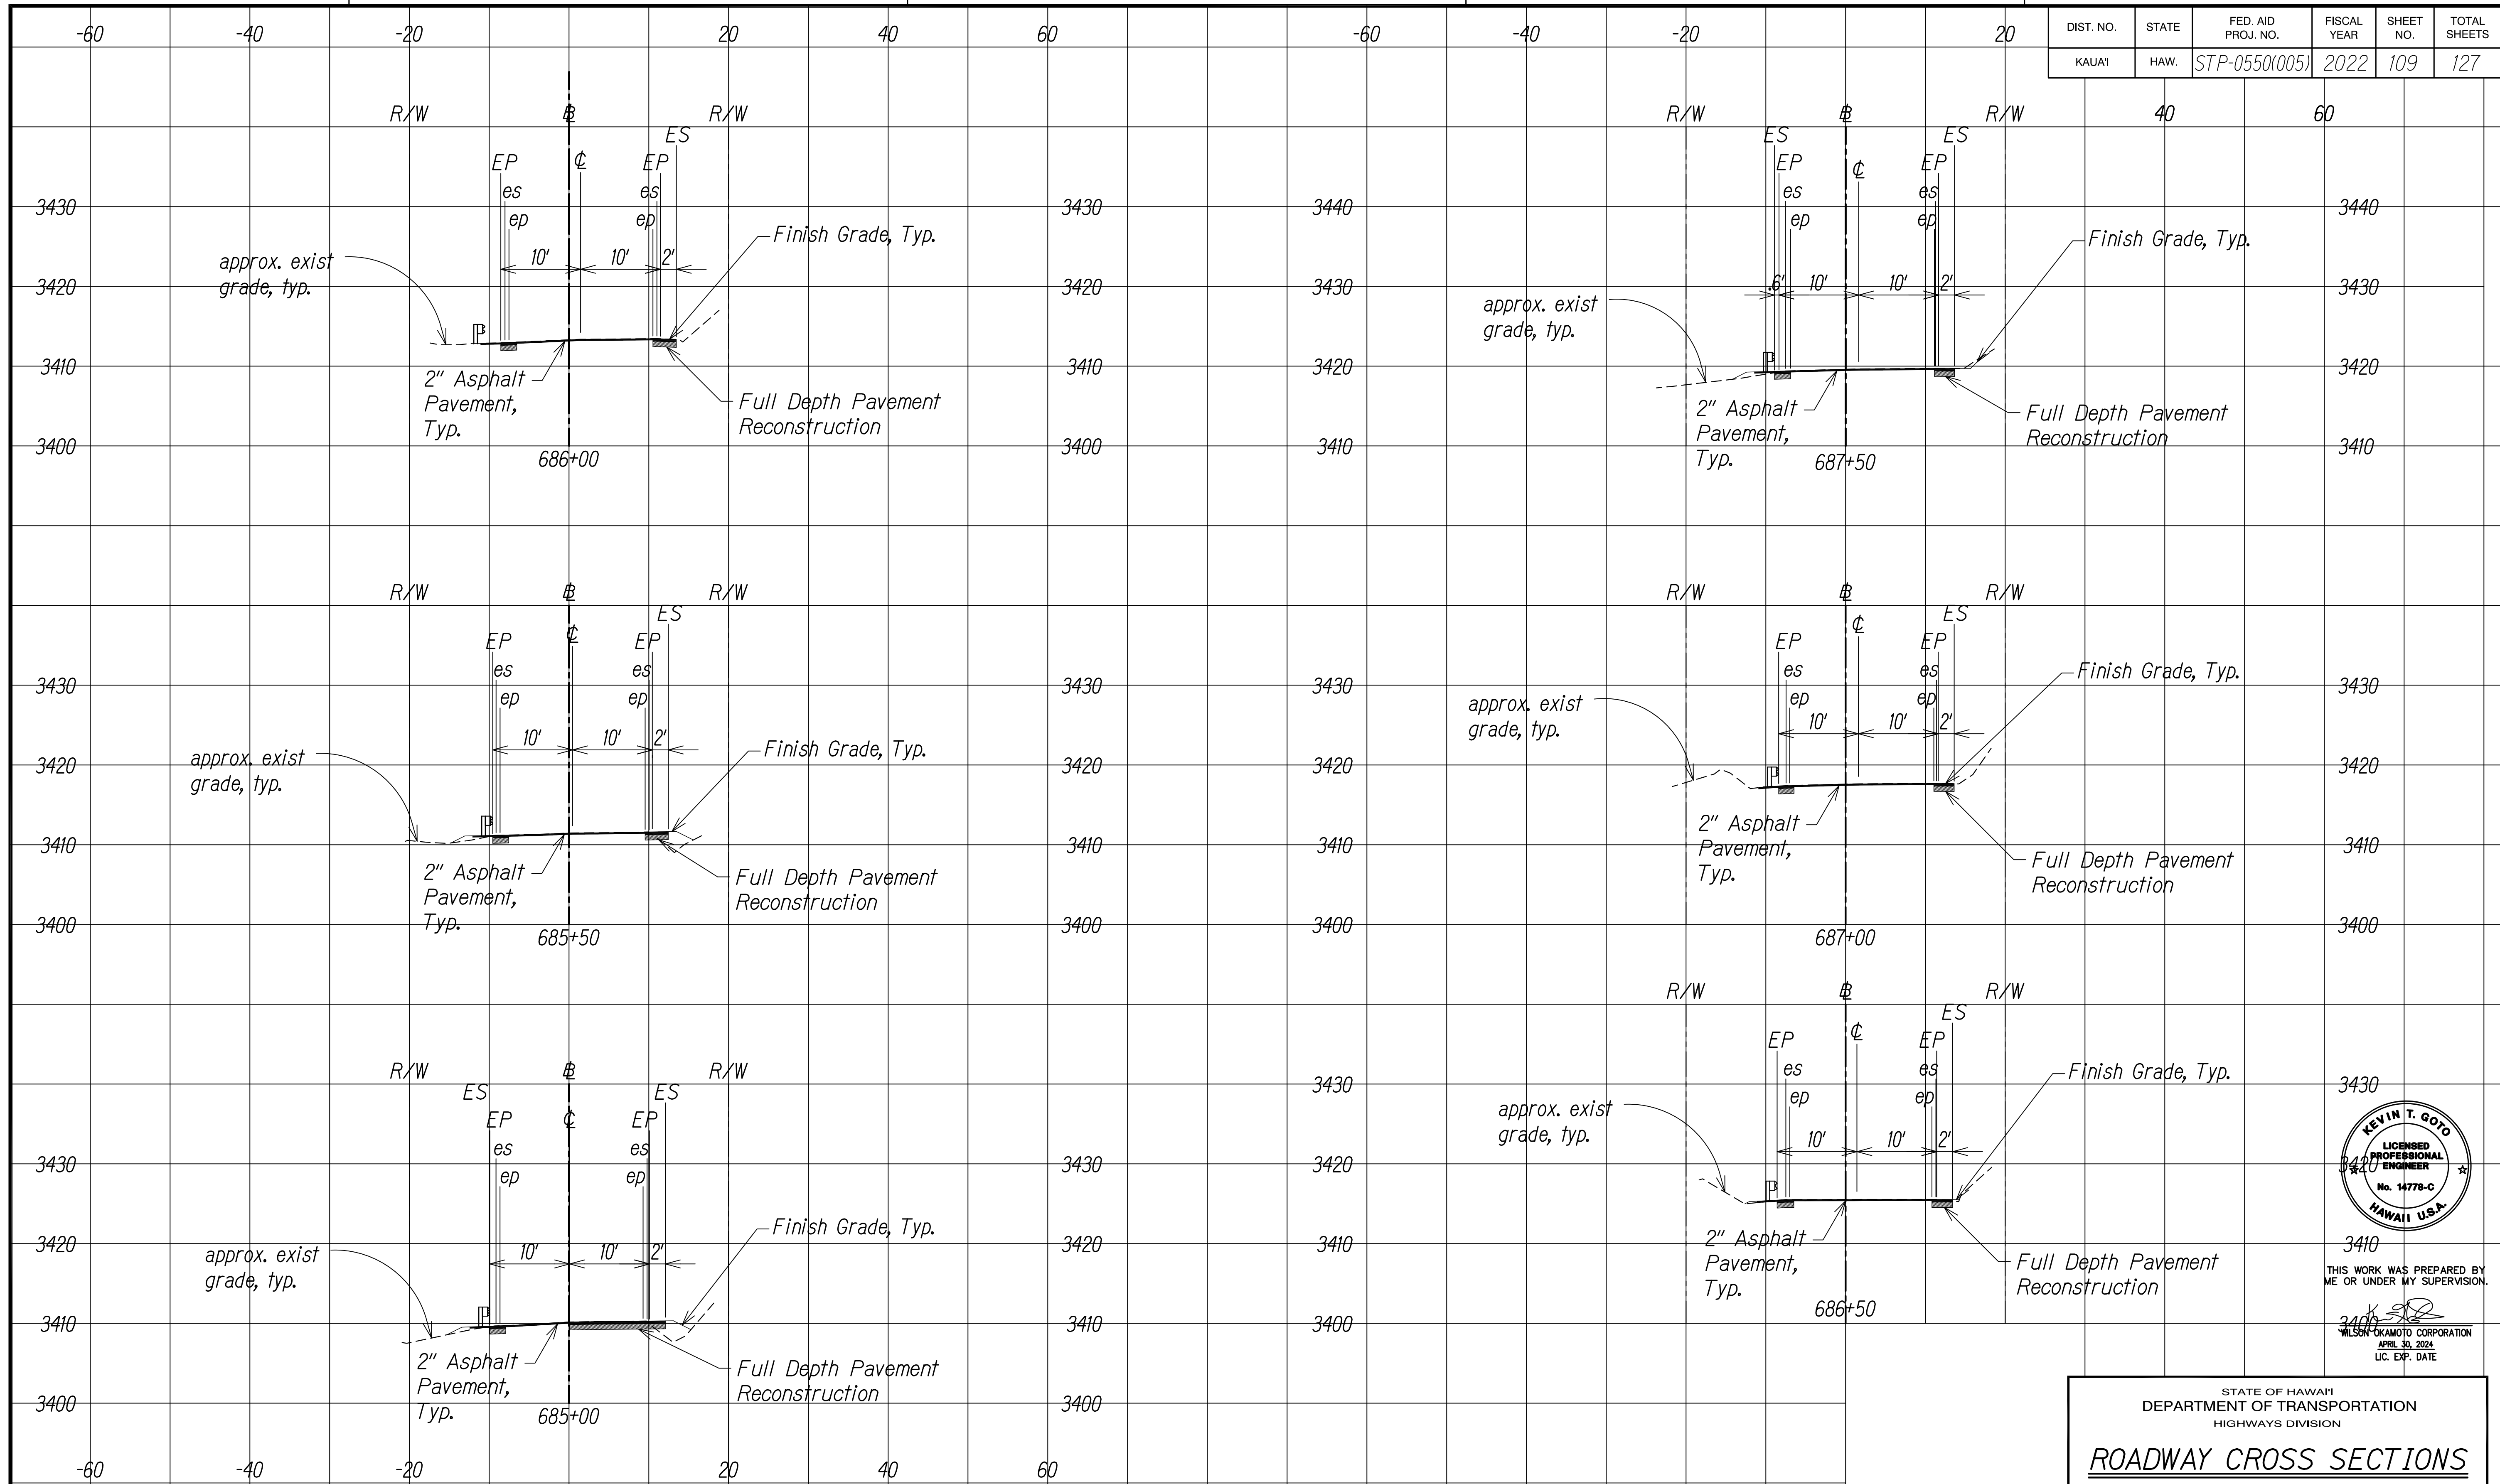 -60 -40 -20 20 40 60 -60 -40 -20 20
DIST. NO. STATE FED. AID PROJ. NO. FISCAL YEAR SHEET NO. TOTAL SHEETS
KAUA'I HAW. STP-0550(005) 2022 109 127
R/W ⅊ R/W
ES
EP ℄ EP
es es
ep ep
3430 3430
10' 10' 2'
Finish Grade, Typ.
approx. exist
grade, typ.
3420 3420
3410 3410
2" Asphalt
Pavement,
Typ.
Full Depth Pavement
Reconstruction
3400 3400
686+00
R/W ⅊ R/W
ES
EP ℄ EP
es es
ep ep
3430 3430
10' 10' 2'
Finish Grade, Typ.
approx. exist
grade, typ.
3420 3420
3410 3410
2" Asphalt
Pavement,
Typ.
Full Depth Pavement
Reconstruction
3400 3400
685+50
R/W ⅊ R/W
ES ES
EP ℄ EP
es es
ep ep
3430 3430
10' 10' 2'
Finish Grade, Typ.
approx. exist
grade, typ.
3420 3420
3410 3410
2" Asphalt
Pavement,
Typ.
Full Depth Pavement
Reconstruction
3400 3400
685+00
-60 -40 -20 20 40 60
R/W ⅊ R/W 40 60
ES ES
EP ℄ EP
es es
ep ep
3440 3440
Finish Grade, Typ.
.6' 10' 10' 2'
3430 3430
approx. exist
grade, typ.
3420 3420
2" Asphalt
Pavement,
Typ.
Full Depth Pavement
Reconstruction
3410 3410
687+50
R/W ⅊ R/W
ES
EP ℄ EP
es es
ep ep
3430 3430
Finish Grade, Typ.
approx. exist
grade, typ.
10' 10' 2'
3420 3420
3410 3410
2" Asphalt
Pavement,
Typ.
Full Depth Pavement
Reconstruction
3400 3400
687+00
R/W ⅊ R/W
ES
EP ℄ EP
es es
ep ep
3430 3430
Finish Grade, Typ.
approx. exist
grade, typ.
10' 10' 2'
3420 3420
3410 3410
2" Asphalt
Pavement,
Typ.
Full Depth Pavement
Reconstruction
3400 3400
686+50
KEVIN T. GOTO
LICENSED
PROFESSIONAL
ENGINEER
No. 14778-C
HAWAII U.S.A.
THIS WORK WAS PREPARED BY
ME OR UNDER MY SUPERVISION.
WILSON OKAMOTO CORPORATION
APRIL 30, 2024
LIC. EXP. DATE
STATE OF HAWAI'I
DEPARTMENT OF TRANSPORTATION
HIGHWAYS DIVISION
ROADWAY CROSS SECTIONS